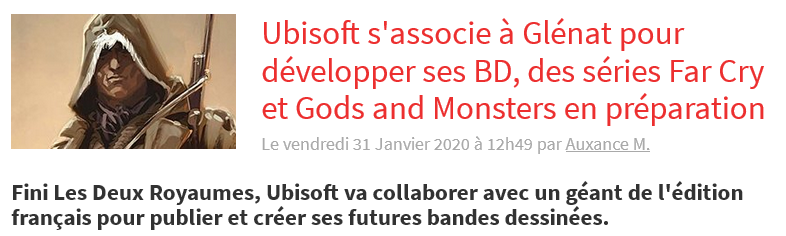 Ubisoft s'associe à Glénat pour
développer ses BD, des séries Far Cry
et Gods and Monsters en préparation
Le vendredi 31 Janvier 2020 à 12h49 par Auxance M.
Fini Les Deux Royaumes, Ubisoft va collaborer avec un géant de l'édition
français pour publier et créer ses futures bandes dessinées.